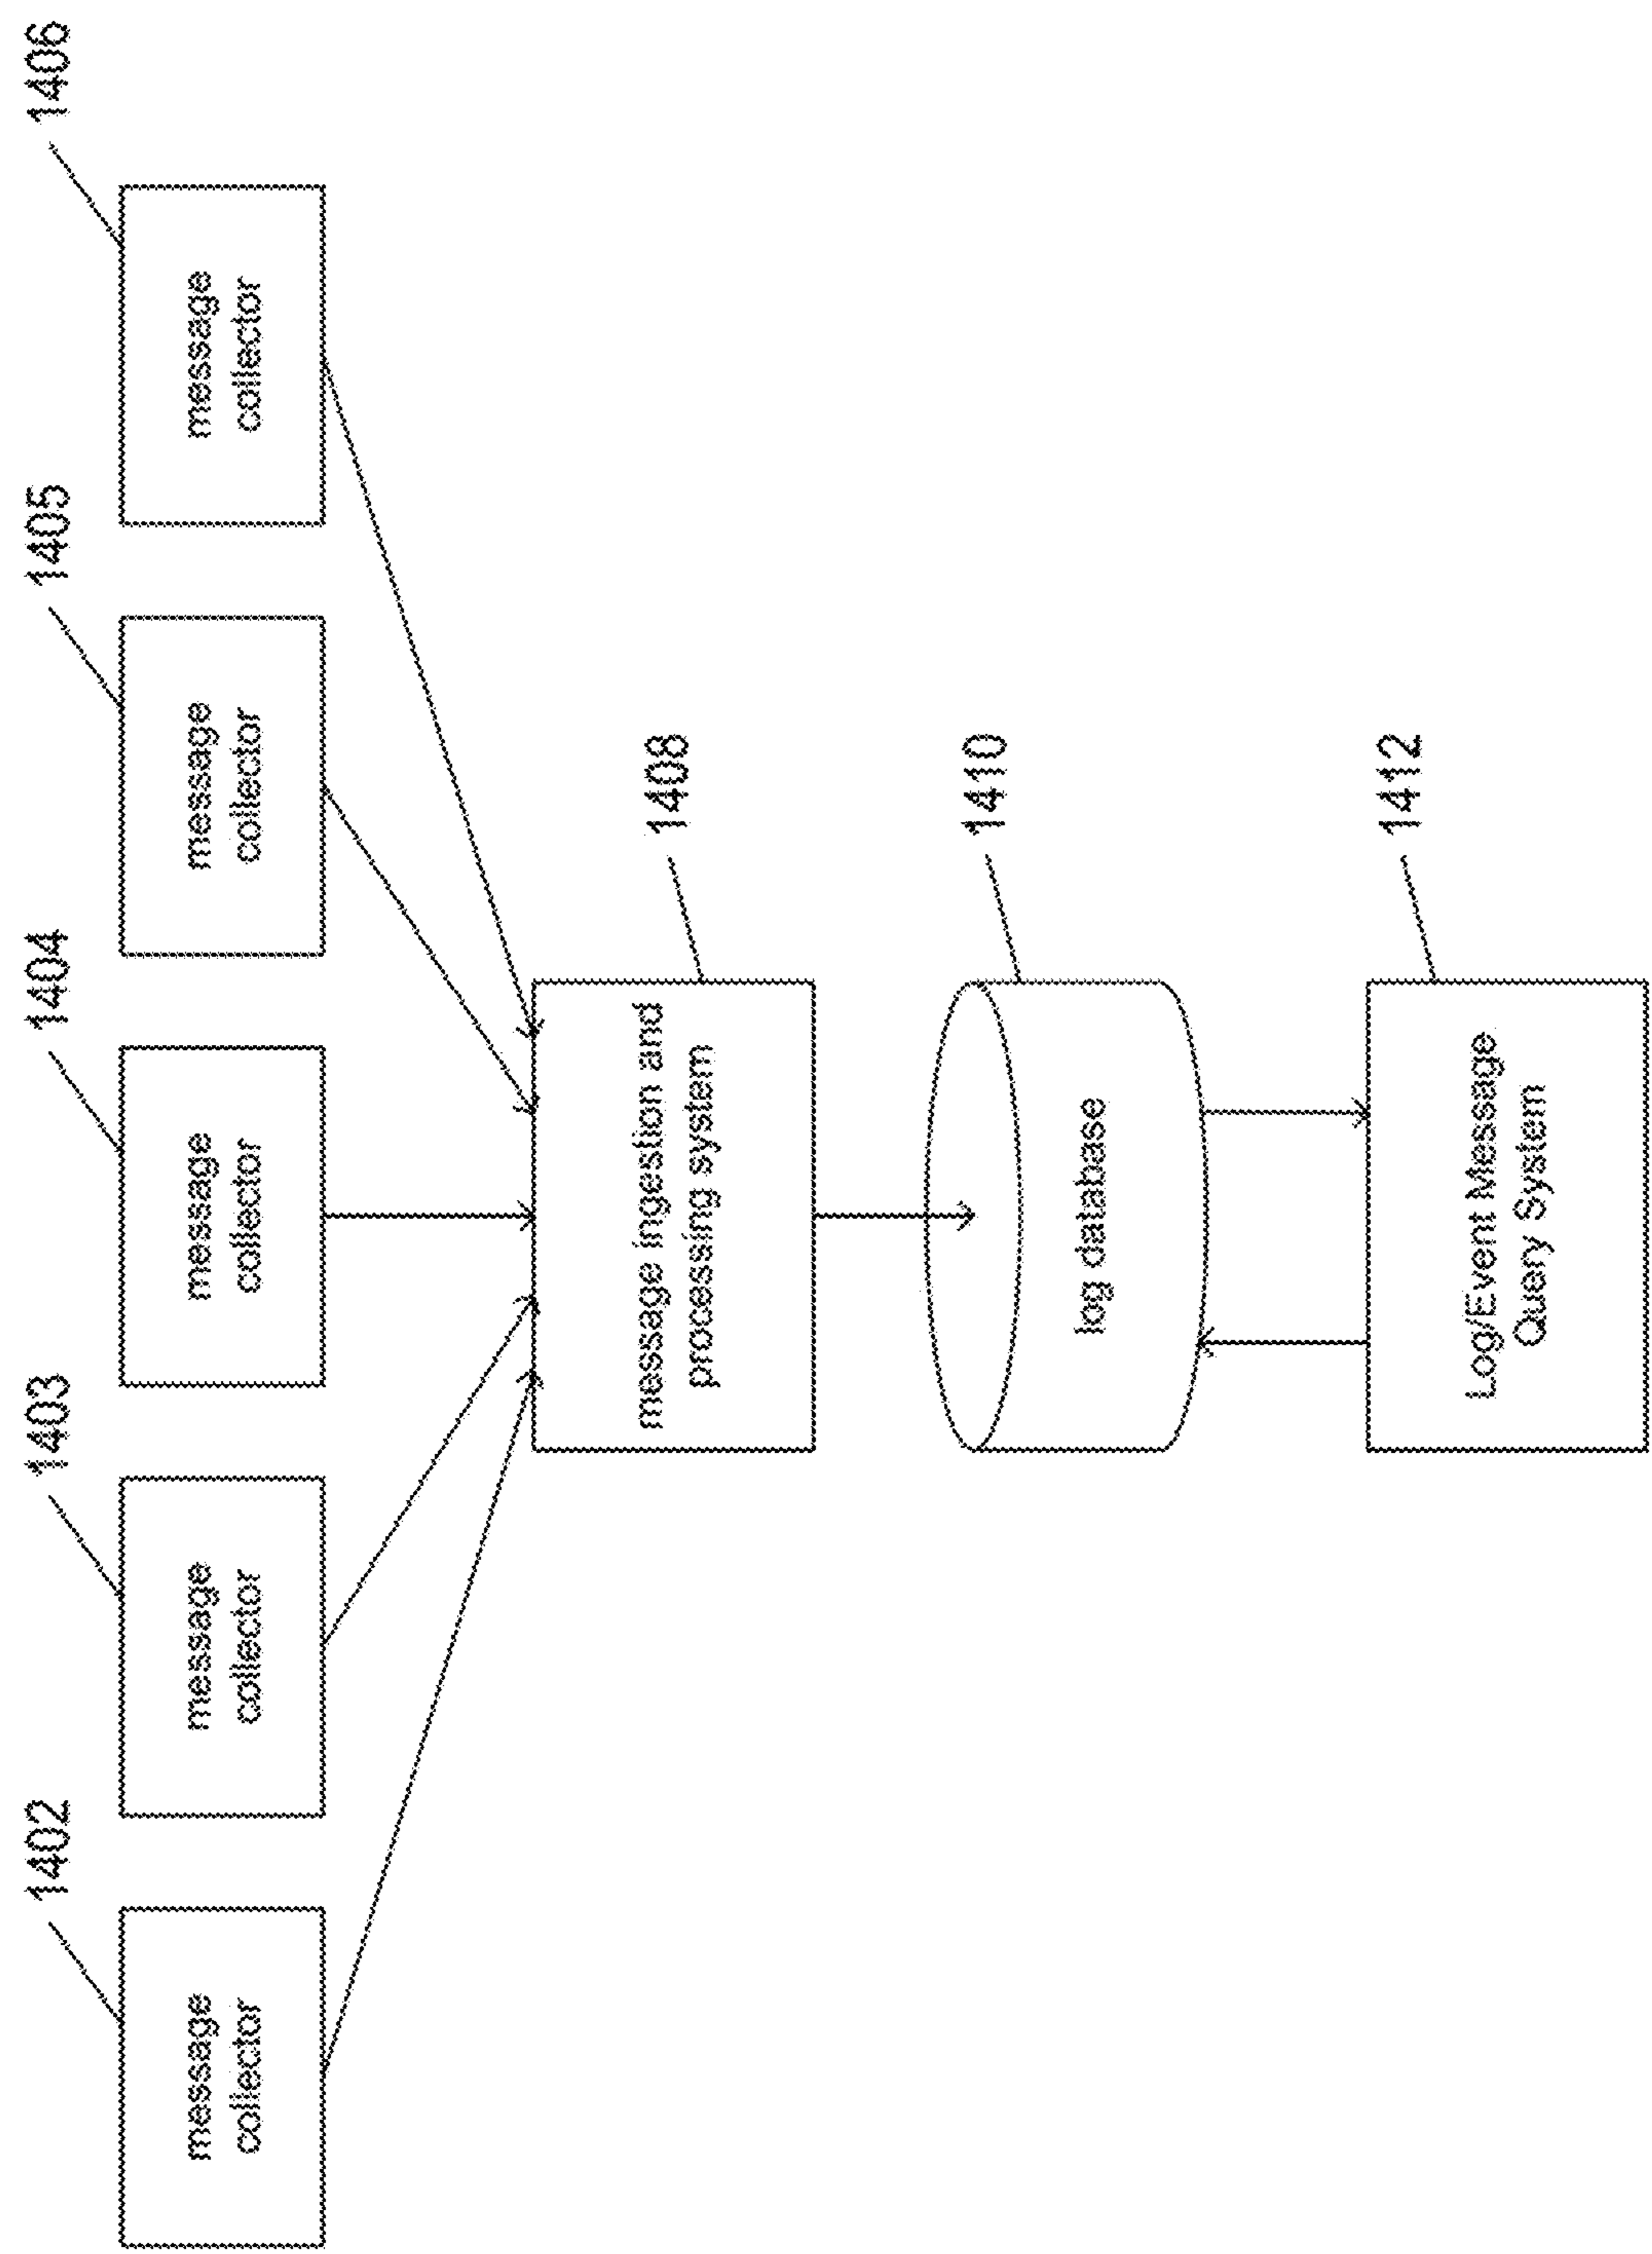 1402
1403
1404
1405
1406
message
collector
message
collector
message
collector
message
collector
message
collector
1408
message ingestion and
processing system
1410
log database
1412
Log/Event Message
Query System